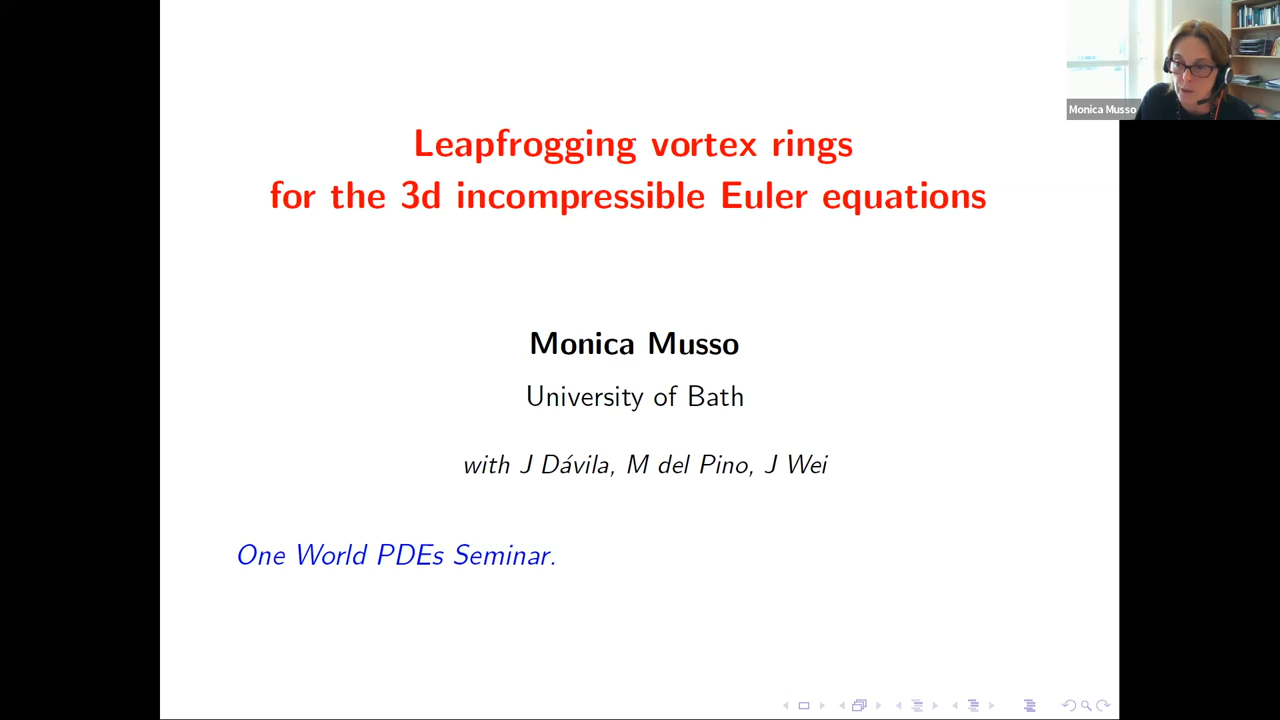 Leapfrogging vortex rings
for the 3d incompressible Euler equations
Monica Musso
University of Bath
with J Dávila, M del Pino, J Wei
One World PDEs Seminar.
Monica Musso